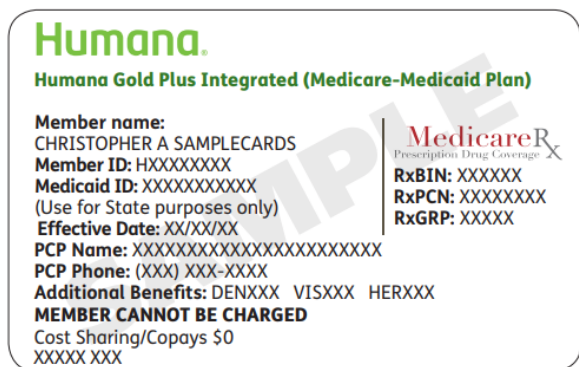 Humana.
Humana Gold Plus Integrated (Medicare-Medicaid Plan)
Member name:
CHRISTOPHER A SAMPLECARDS
Member ID: HXXXXXXXX
Medicaid ID: XXXXXXXXXXX
(Use for State purposes only)
Effective Date: XX/XX/XX
PCP Name: XXXXXXXXXXXXXXXXXXXXXXXX
PCP Phone: (XXX) XXX-XXXX
Additional Benefits: DENXXX VISXXX HERXXX
MEMBER CANNOT BE CHARGED
Cost Sharing/Copays $0
XXXXX XXX
MedicareRx
Prescription Drug Coverage
RxBIN: XXXXXX
RxPCN: XXXXXXXX
RxGRP: XXXXX
SAMPLE